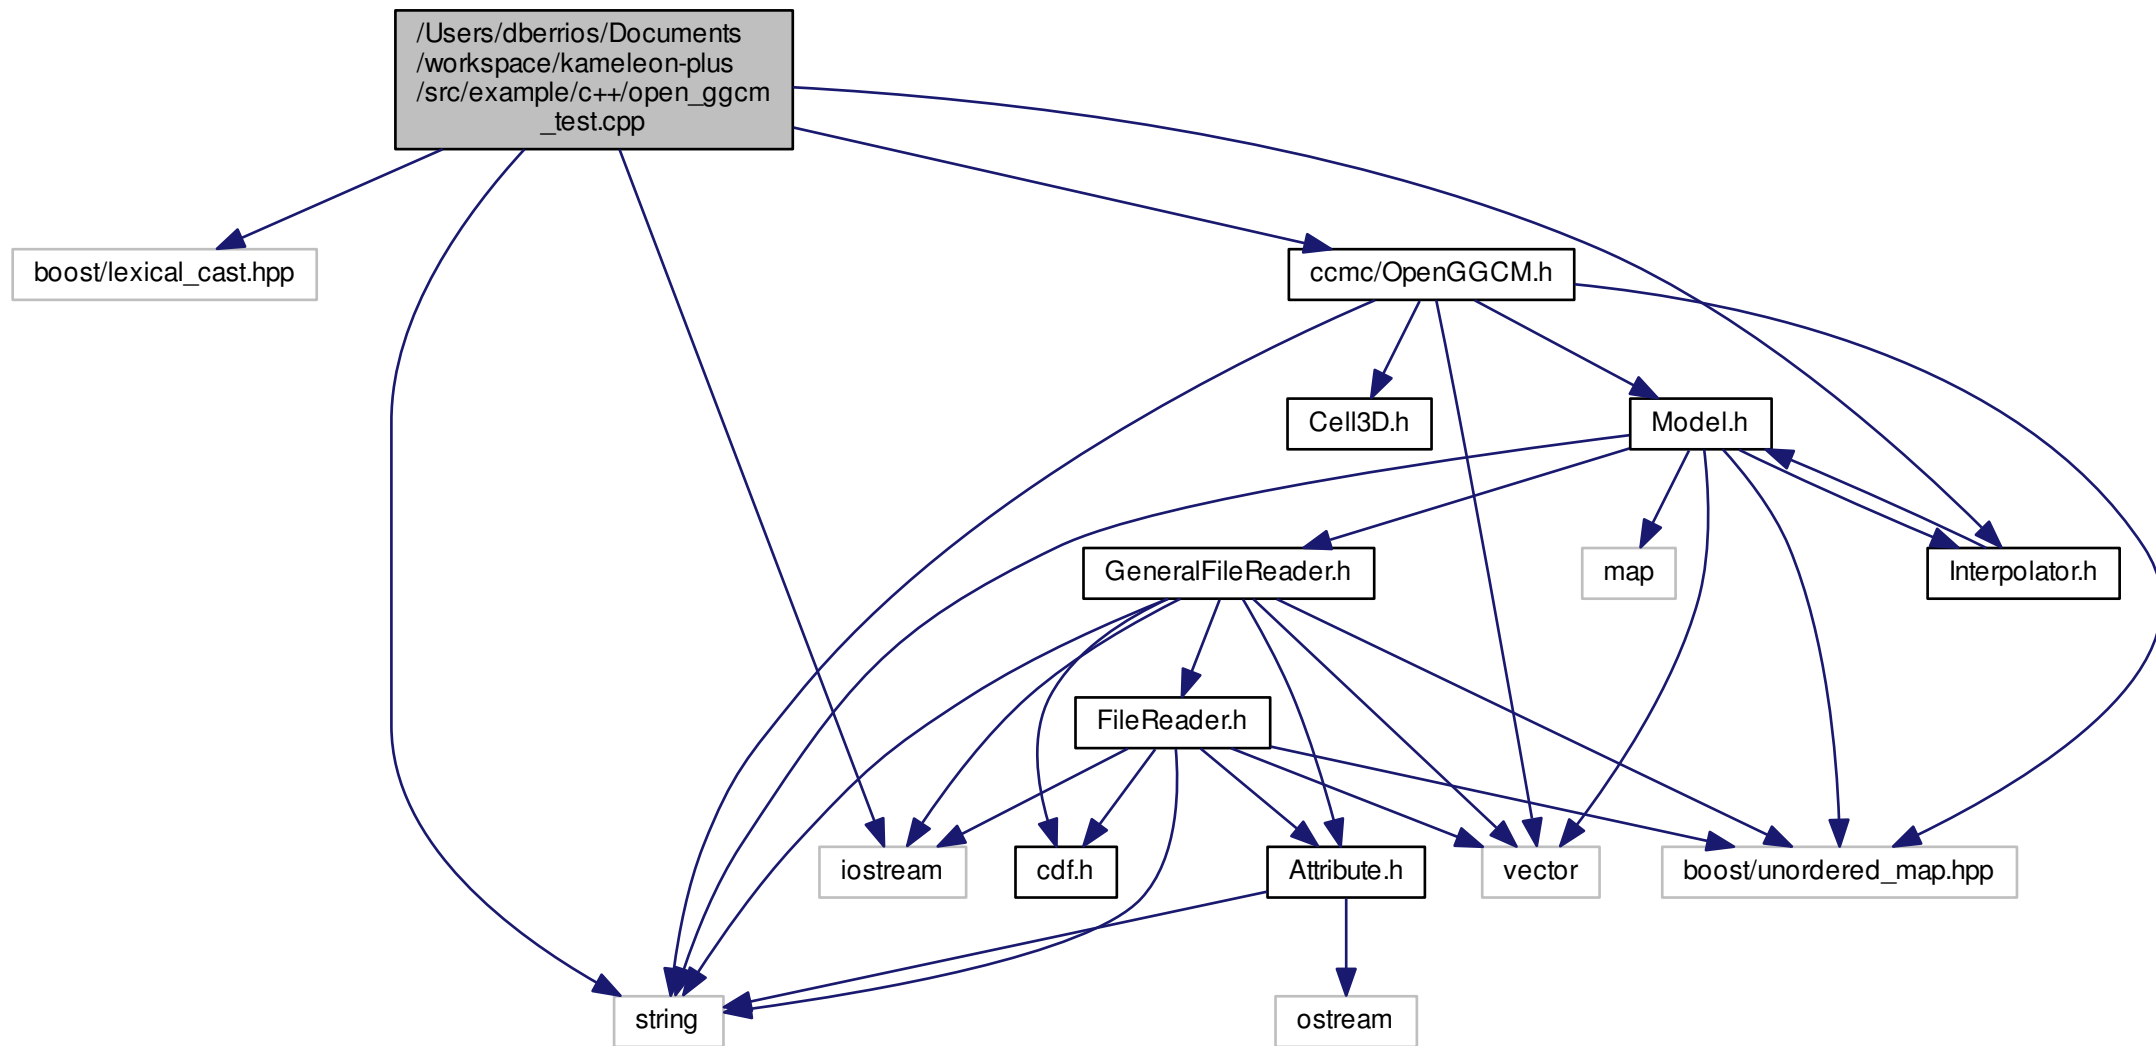 /Users/dberrios/Documents
/workspace/kameleon-plus
/src/example/c++/open_ggcm
_test.cpp
boost/lexical_cast.hpp
ccmc/OpenGGCM.h
Cell3D.h
Model.h
GeneralFileReader.h
map
Interpolator.h
FileReader.h
iostream
cdf.h
Attribute.h
vector
boost/unordered_map.hpp
string
ostream